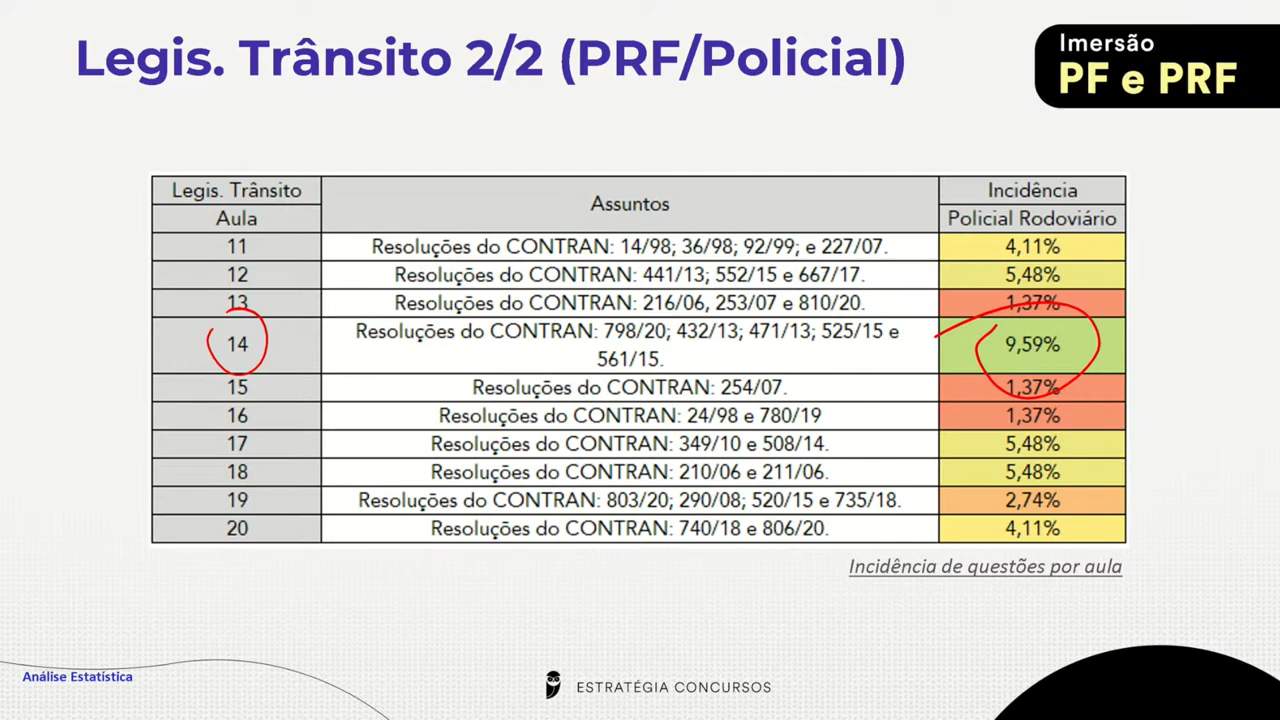 Legis. Trânsito 2/2 (PRF/Policial)
Imersão
PF e PRF
Legis. Trânsito Assuntos Incidência
Aula Policial Rodoviário
11 Resoluções do CONTRAN: 14/98; 36/98; 92/99; e 227/07. 4,11%
12 Resoluções do CONTRAN: 441/13; 552/15 e 667/17. 5,48%
13 Resoluções do CONTRAN: 216/06, 253/07 e 810/20. 1,37%
14 Resoluções do CONTRAN: 798/20; 432/13; 471/13; 525/15 e 9,59%
561/15.
15 Resoluções do CONTRAN: 254/07. 1,37%
16 Resoluções do CONTRAN: 24/98 e 780/19 1,37%
17 Resoluções do CONTRAN: 349/10 e 508/14. 5,48%
18 Resoluções do CONTRAN: 210/06 e 211/06. 5,48%
19 Resoluções do CONTRAN: 803/20; 290/08; 520/15 e 735/18. 2,74%
20 Resoluções do CONTRAN: 740/18 e 806/20. 4,11%
Incidência de questões por aula
Análise Estatística
ESTRATÉGIA CONCURSOS